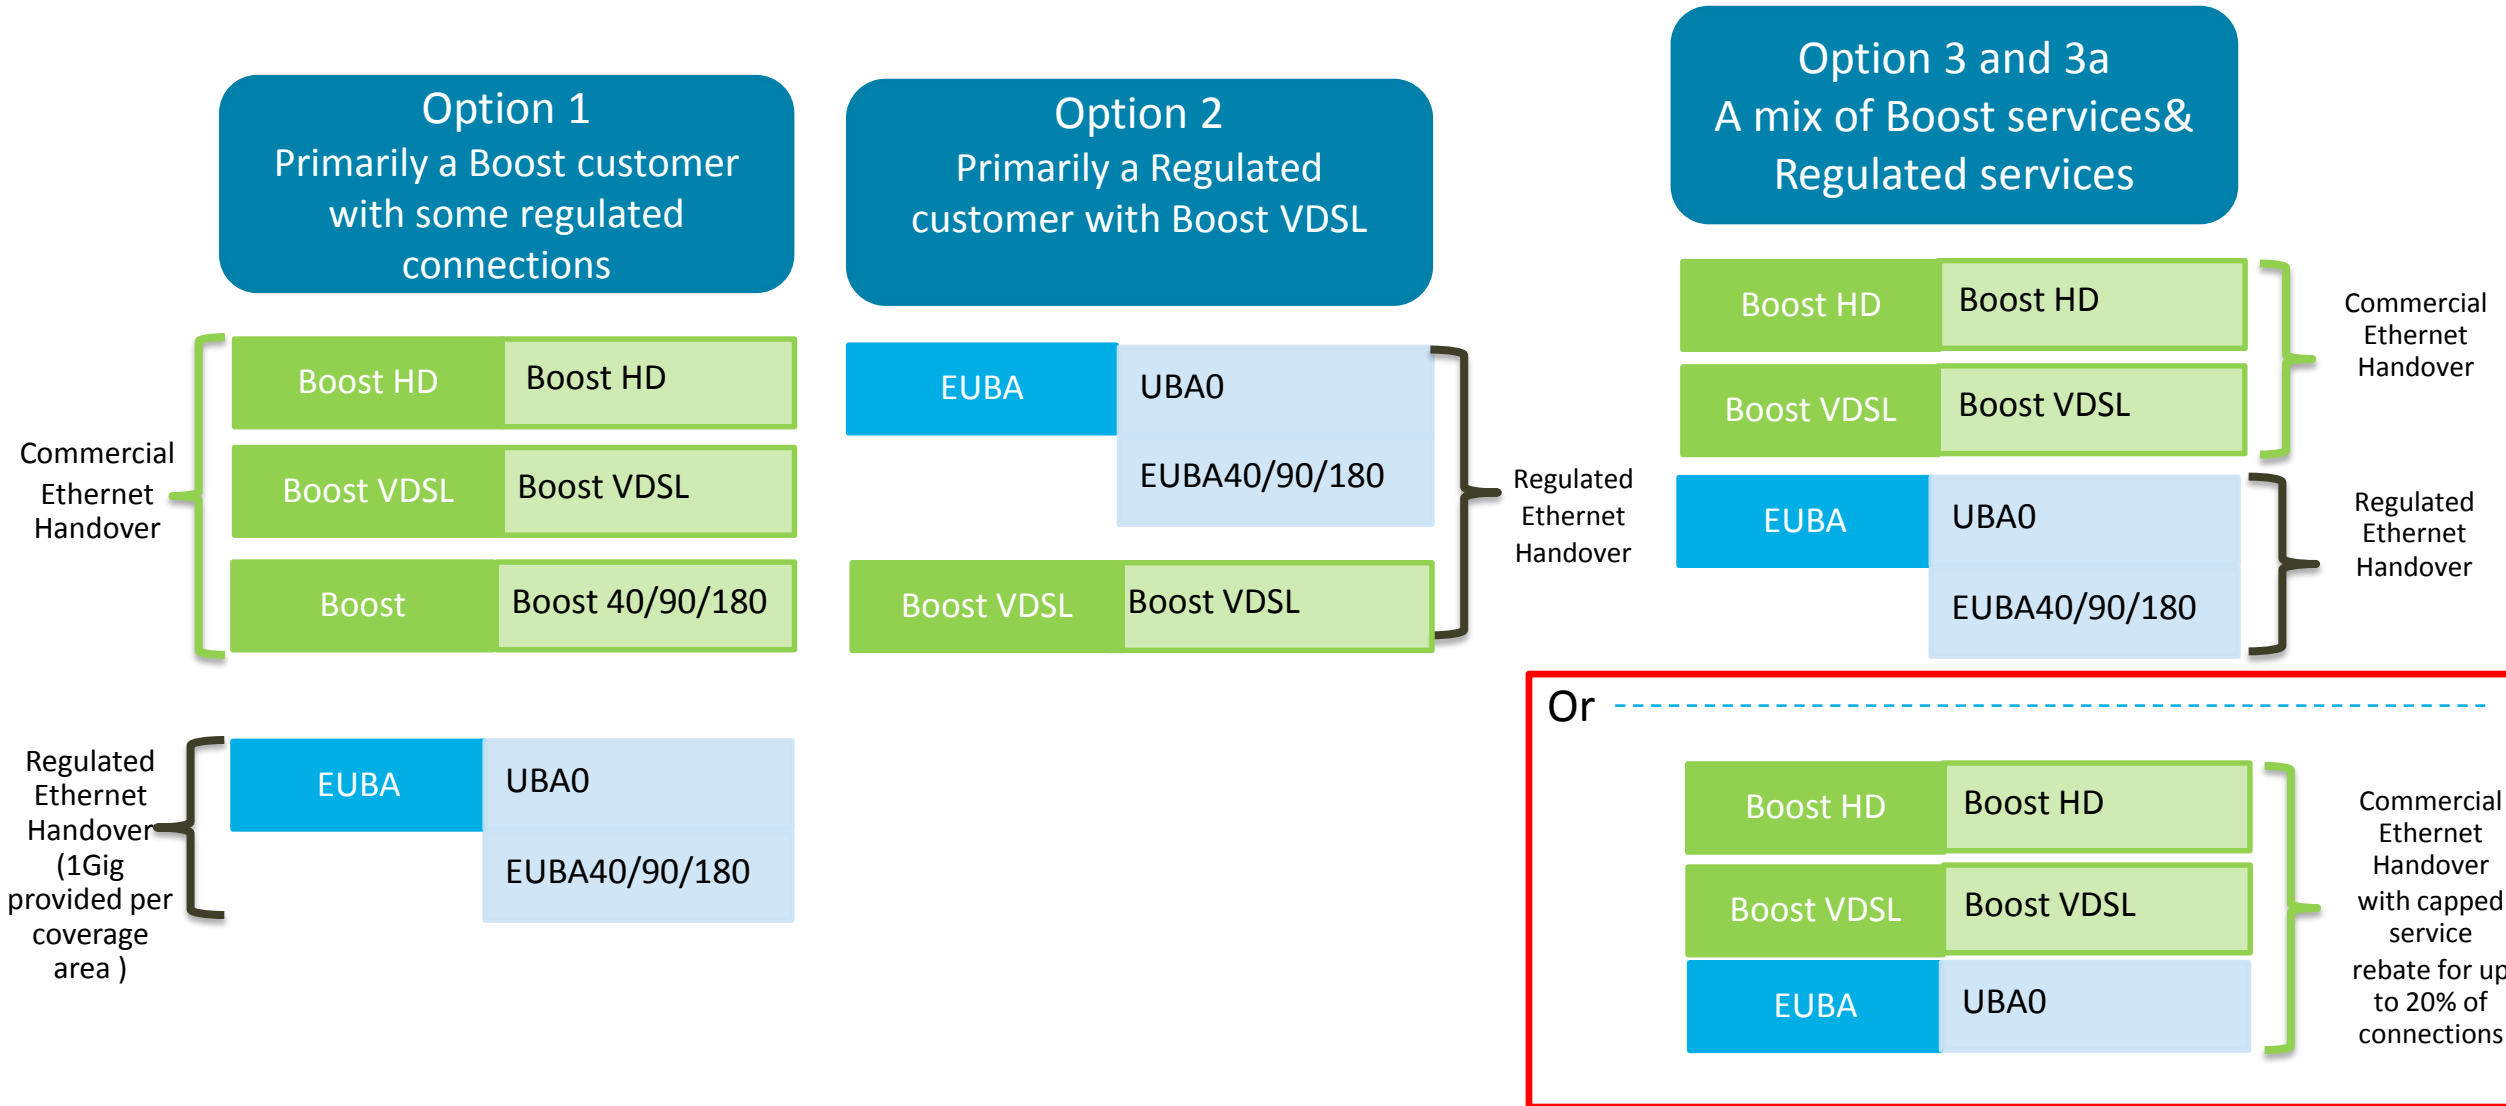 Option 1
Primarily a Boost customer
with some regulated
connections
Commercial
Ethernet
Handover
Boost HD
Boost HD
Boost VDSL
Boost VDSL
Boost
Boost 40/90/180
Regulated
Ethernet
Handover
(1Gig
provided per
coverage
area )
EUBA
UBA0
EUBA40/90/180
Option 2
Primarily a Regulated
customer with Boost VDSL
EUBA
UBA0
EUBA40/90/180
Boost VDSL
Boost VDSL
Regulated
Ethernet
Handover
Option 3 and 3a
A mix of Boost services&
Regulated services
Boost HD
Boost HD
Boost VDSL
Boost VDSL
Commercial
Ethernet
Handover
EUBA
UBA0
EUBA40/90/180
Regulated
Ethernet
Handover
Or
Boost HD
Boost HD
Boost VDSL
Boost VDSL
EUBA
UBA0
Commercial
Ethernet
Handover
with capped
service
rebate for up
to 20% of
connections